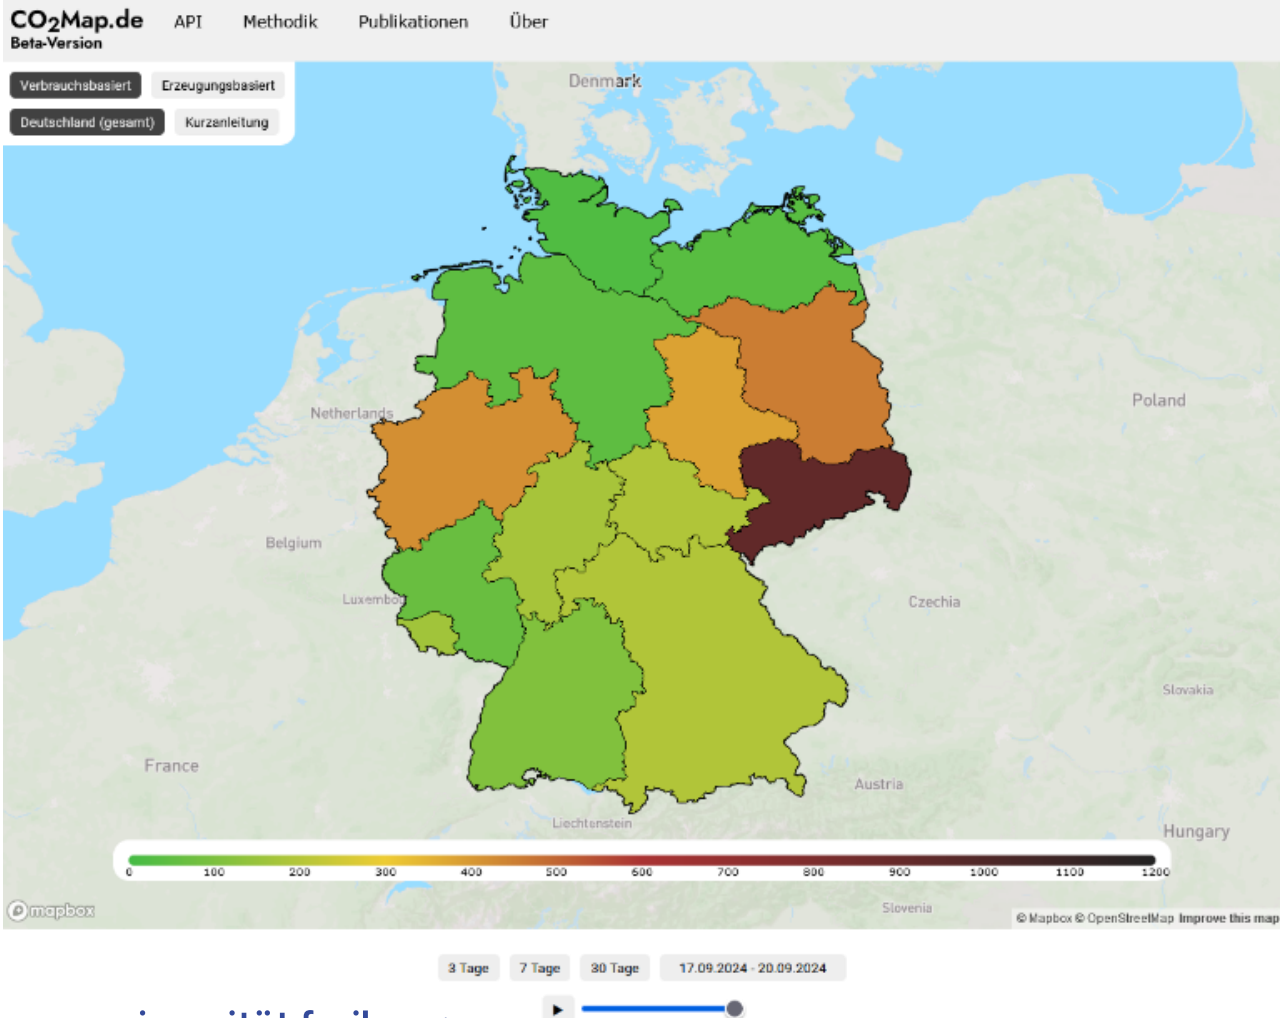 CO₂Map.de API Methodik Publikationen Über
Beta-Version
Verbrauchsbasiert Erzeugungsbasiert
Deutschland (gesamt) Kurzanleitung
Denmark
Netherlands
Poland
Belgium
Luxembou
Czechia
Slovakia
France
Austria
Liechtenstein
Hungary
0 100 200 300 400 500 600 700 800 900 1000 1100 1200
Slovenia
mapbox
© Mapbox © OpenStreetMap Improve this map
3 Tage 7 Tage 30 Tage 17.09.2024 - 20.09.2024